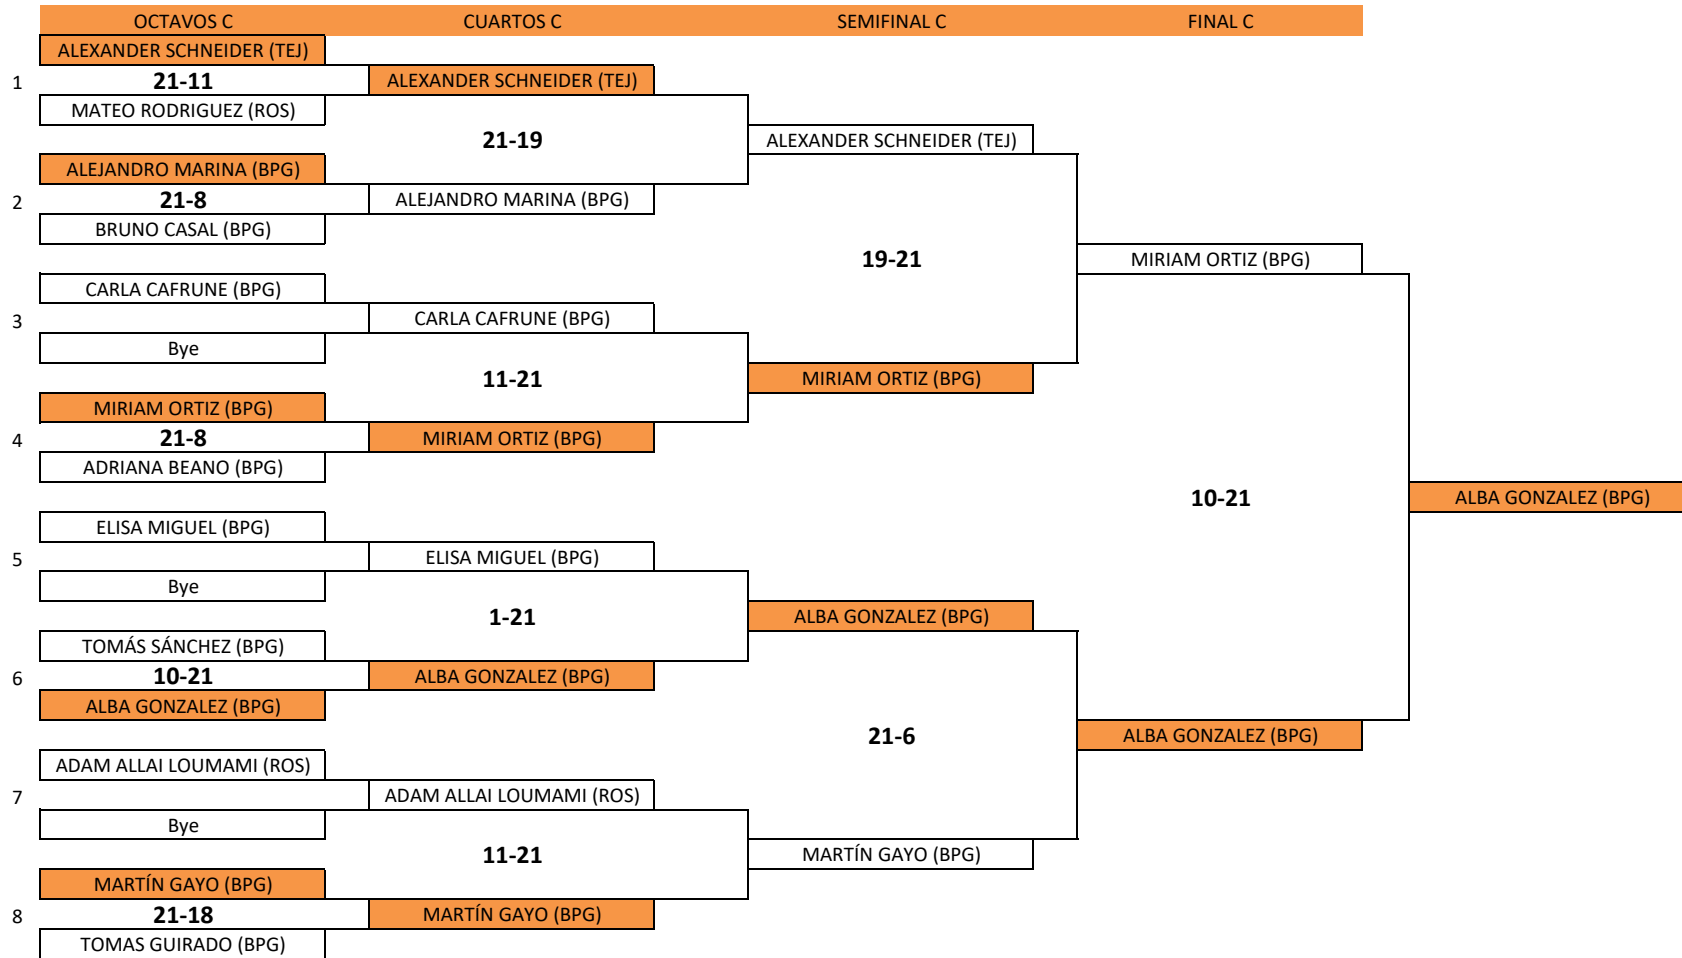 OCTAVOS C CUARTOS C SEMIFINAL C FINAL C
ALEXANDER SCHNEIDER (TEJ)
1 21-11 ALEXANDER SCHNEIDER (TEJ)
MATEO RODRIGUEZ (ROS)
21-19 ALEXANDER SCHNEIDER (TEJ)
ALEJANDRO MARINA (BPG)
2 21-8 ALEJANDRO MARINA (BPG)
BRUNO CASAL (BPG)
19-21 MIRIAM ORTIZ (BPG)
CARLA CAFRUNE (BPG)
3 CARLA CAFRUNE (BPG)
Bye
11-21 MIRIAM ORTIZ (BPG)
MIRIAM ORTIZ (BPG)
4 21-8 MIRIAM ORTIZ (BPG)
ADRIANA BEANO (BPG)
10-21 ALBA GONZALEZ (BPG)
ELISA MIGUEL (BPG)
5 ELISA MIGUEL (BPG)
Bye
1-21 ALBA GONZALEZ (BPG)
TOMÁS SÁNCHEZ (BPG)
6 10-21 ALBA GONZALEZ (BPG)
ALBA GONZALEZ (BPG)
21-6 ALBA GONZALEZ (BPG)
ADAM ALLAI LOUMAMI (ROS)
7 ADAM ALLAI LOUMAMI (ROS)
Bye
11-21 MARTÍN GAYO (BPG)
MARTÍN GAYO (BPG)
8 21-18 MARTÍN GAYO (BPG)
TOMAS GUIRADO (BPG)